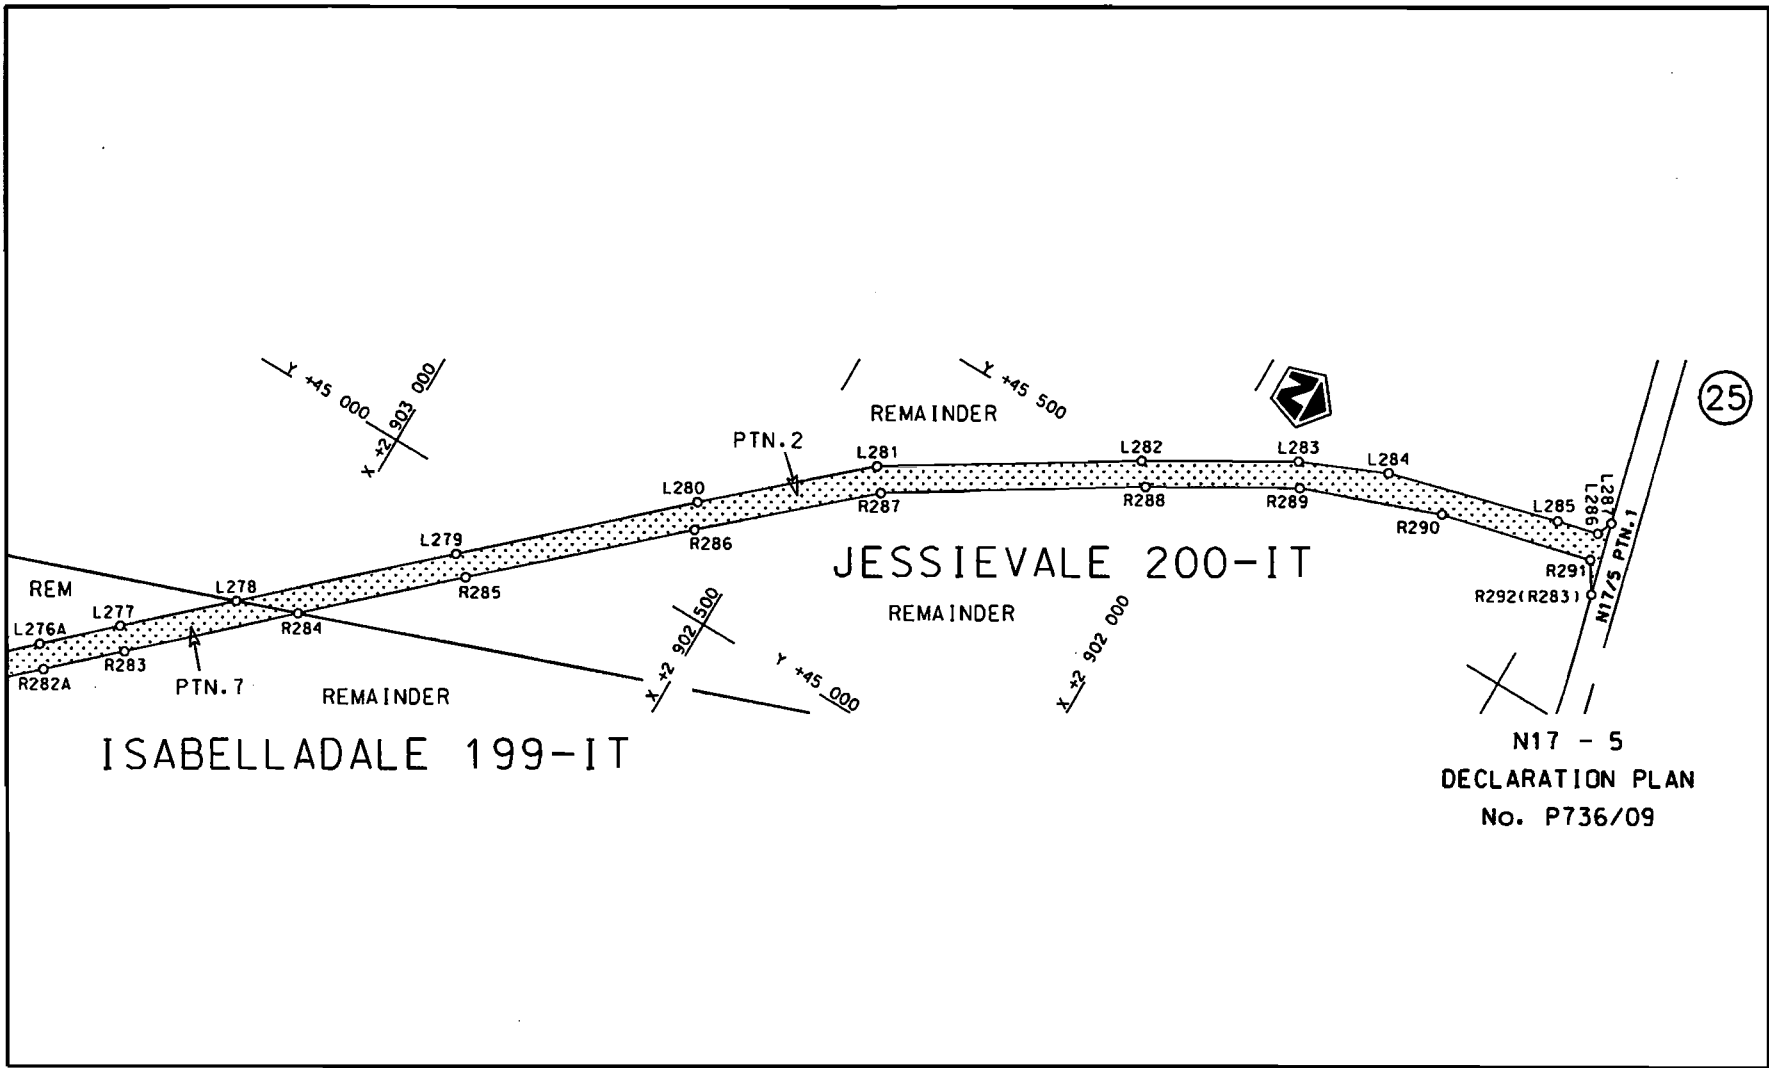 Y +45 000
X +2 903 000
REMAINDER
Y +45 500
N
25
PTN.2
L281
L282
L283
L284
L280
R287
R288
R289
L285
L286
L287
R290
L279
R286
N17/5 PTN.1
JESSIEVALE 200-IT
R291
REM
L278
R285
R292(R283)
L277
REMAINDER
L276A
R284
X +2 902 500
X +2 902 000
R283
R282A
PTN.7
REMAINDER
Y +45 000
ISABELLADALE 199-IT
N17 - 5
DECLARATION PLAN
No. P736/09